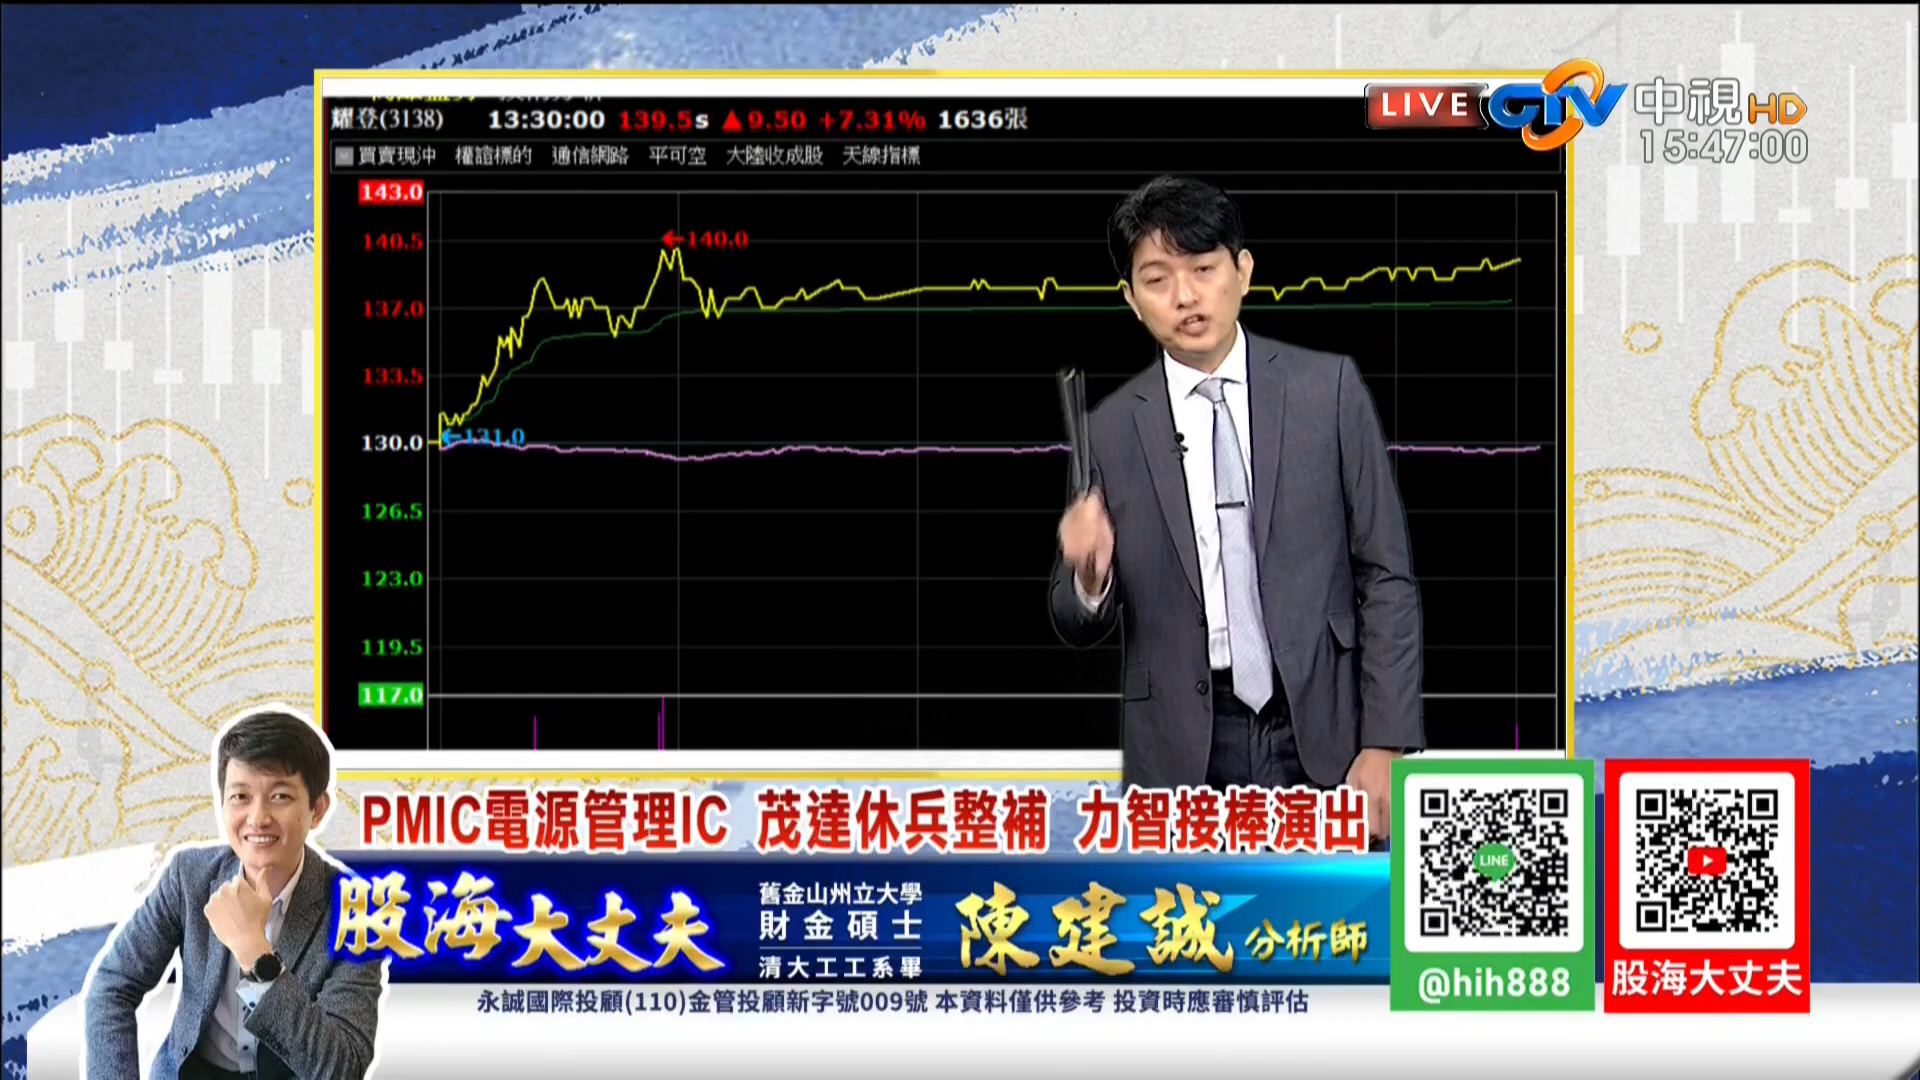 LIVE CTV 中視HD
15:47:00
耀登(3138) 13:30:00 139.5s ▲9.50 +7.31% 1636張
買賣現沖 權證標的 通信網路 平可空 大陸收成股 天線指標
143.0
140.5
←140.0
137.0
133.5
130.0
←131.0
126.5
123.0
119.5
117.0
PMIC電源管理IC 茂達休兵整補 力智接棒演出
股海大丈夫
舊金山州立大學
財金碩士
清大工工系畢
陳建誠 分析師
永誠國際投顧(110)金管投顧新字號009號 本資料僅供參考 投資時應審慎評估
LINE
@hih888
股海大丈夫